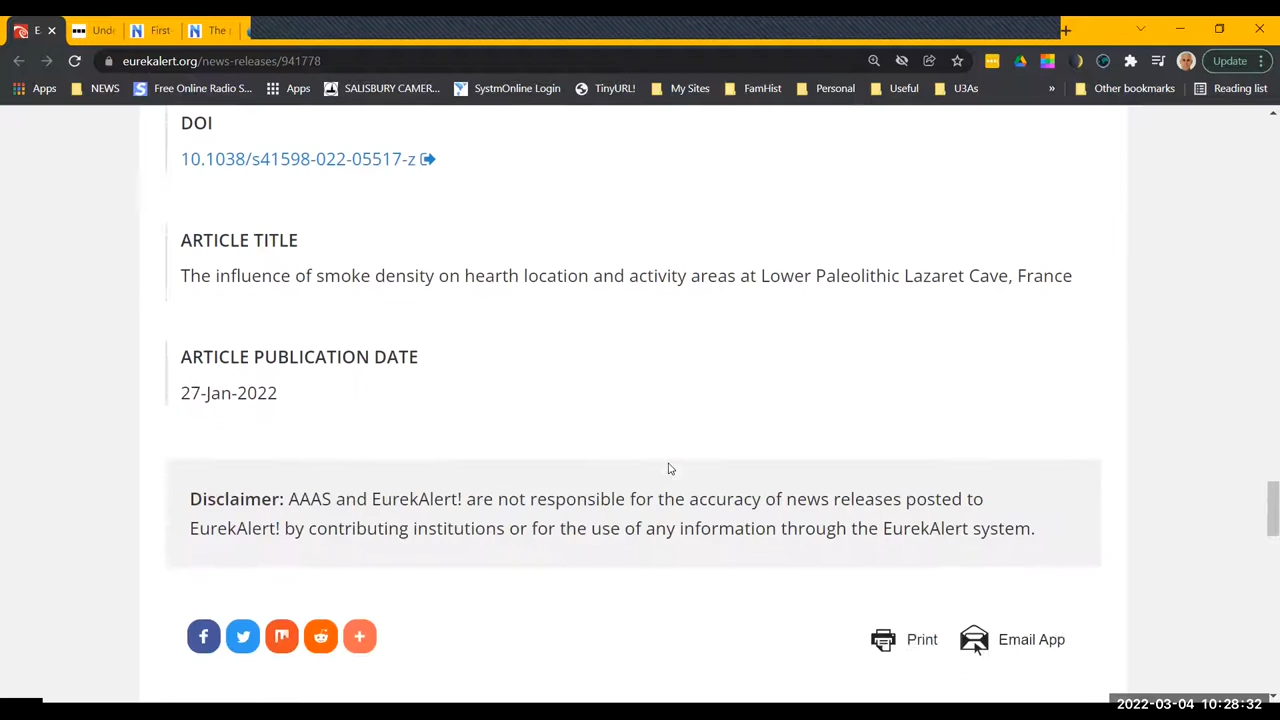 E
Und
First
The
eurekalert.org/news-releases/941778
Update
Apps
NEWS
Free Online Radio S...
Apps
SALISBURY CAMER...
SystmOnline Login
TinyURL!
My Sites
FamHist
Personal
Useful
U3As
»
Other bookmarks
Reading list
DOI
10.1038/s41598-022-05517-z
ARTICLE TITLE
The influence of smoke density on hearth location and activity areas at Lower Paleolithic Lazaret Cave, France
ARTICLE PUBLICATION DATE
27-Jan-2022
Disclaimer: AAAS and EurekAlert! are not responsible for the accuracy of news releases posted to
EurekAlert! by contributing institutions or for the use of any information through the EurekAlert system.
Print
Email App
2022-03-04 10:28:32